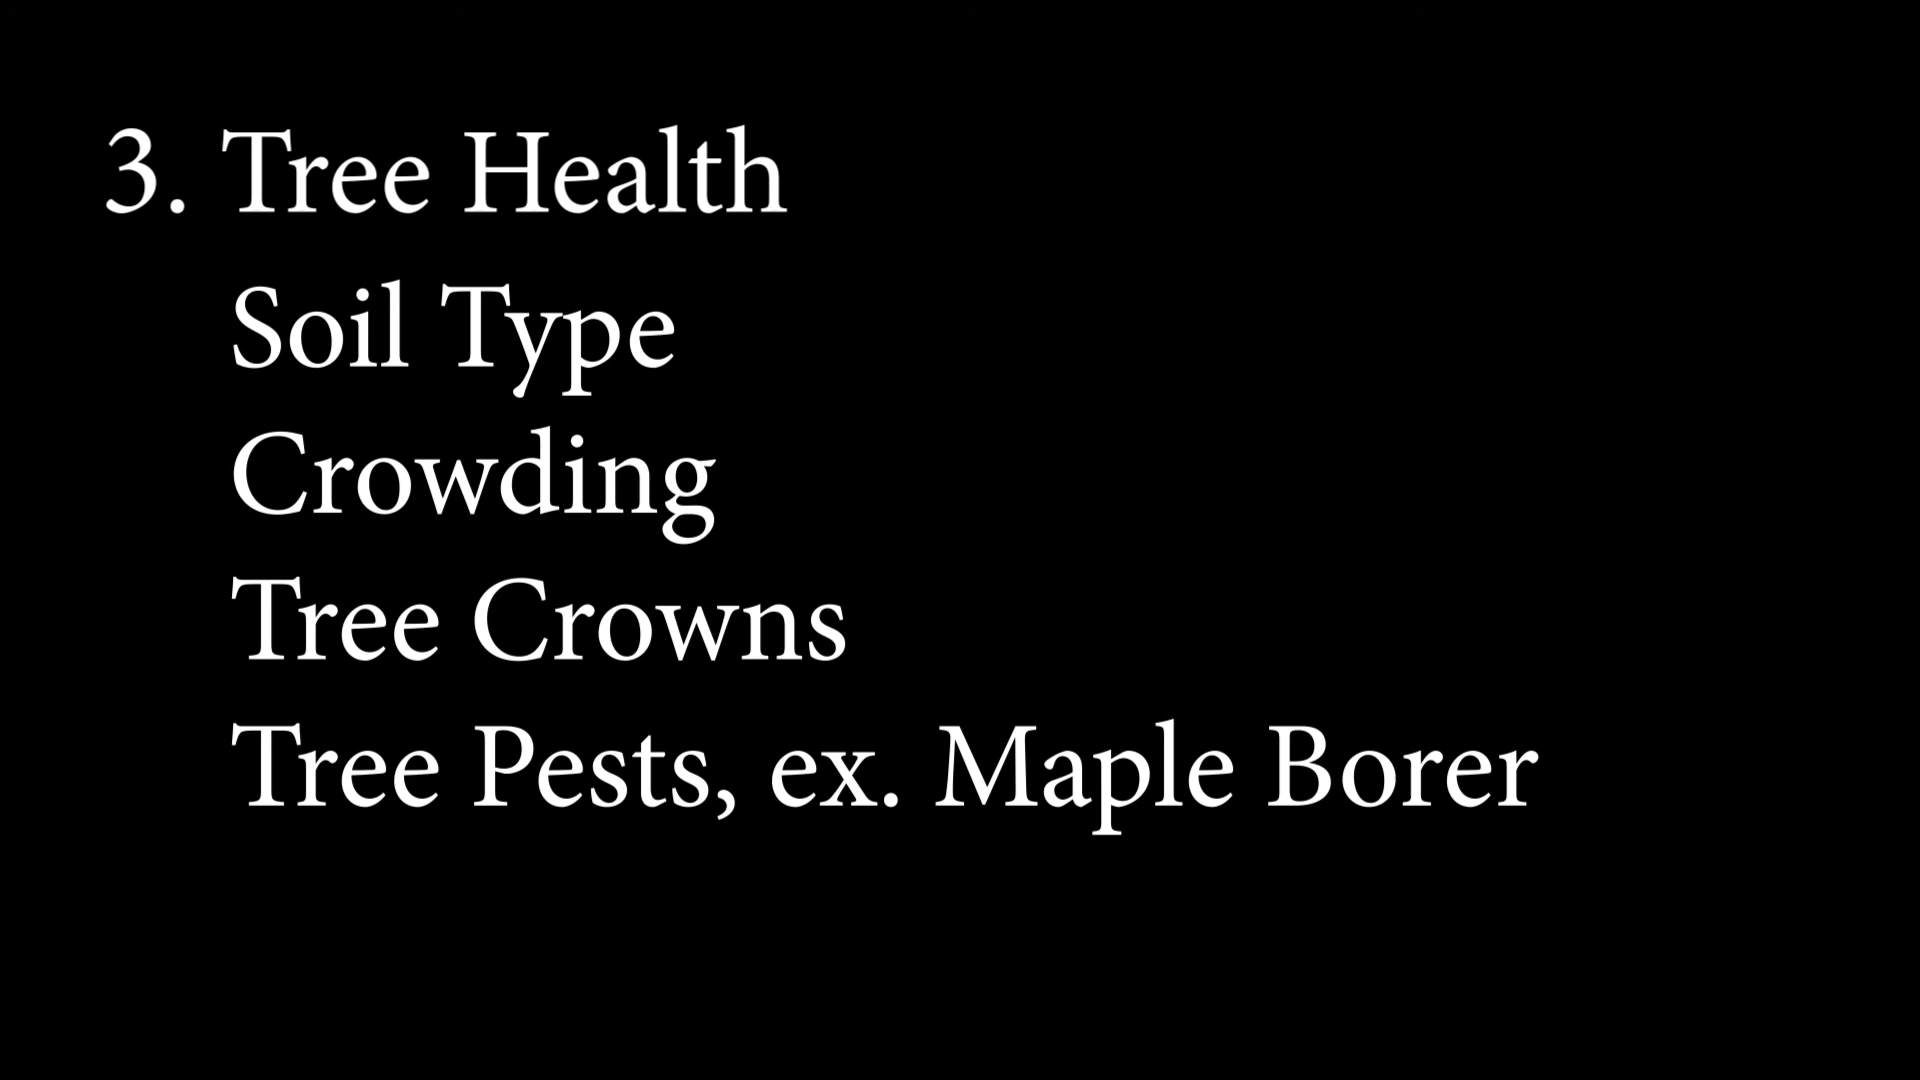 3. Tree Health
Soil Type
Crowding
Tree Crowns
Tree Pests, ex. Maple Borer